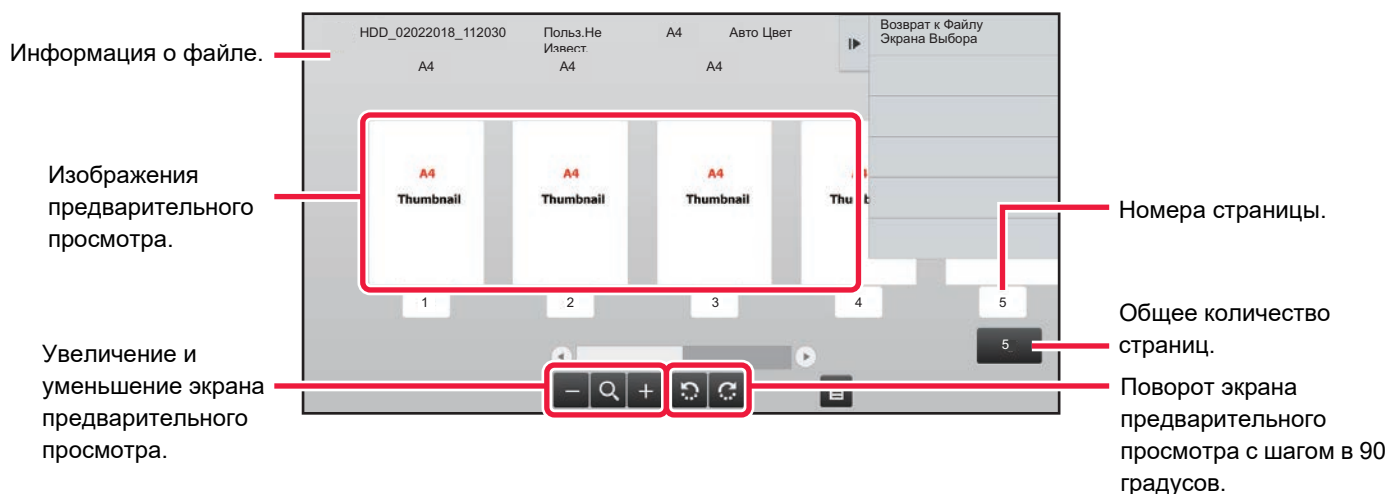 Информация о файле.
HDD_02022018_112030 Польз.Не Извест. A4 Авто Цвет
A4 A4 A4
Возврат к Файлу
Экрана Выбора
Изображения
предварительного
просмотра.
A4 A4 A4
Thumbnail Thumbnail Thumbnail
Номера страницы.
1 2 3 4 5
Общее количество
страниц.
5
Увеличение и
уменьшение экрана
предварительного
просмотра.
Поворот экрана
предварительного
просмотра с шагом в 90
градусов.